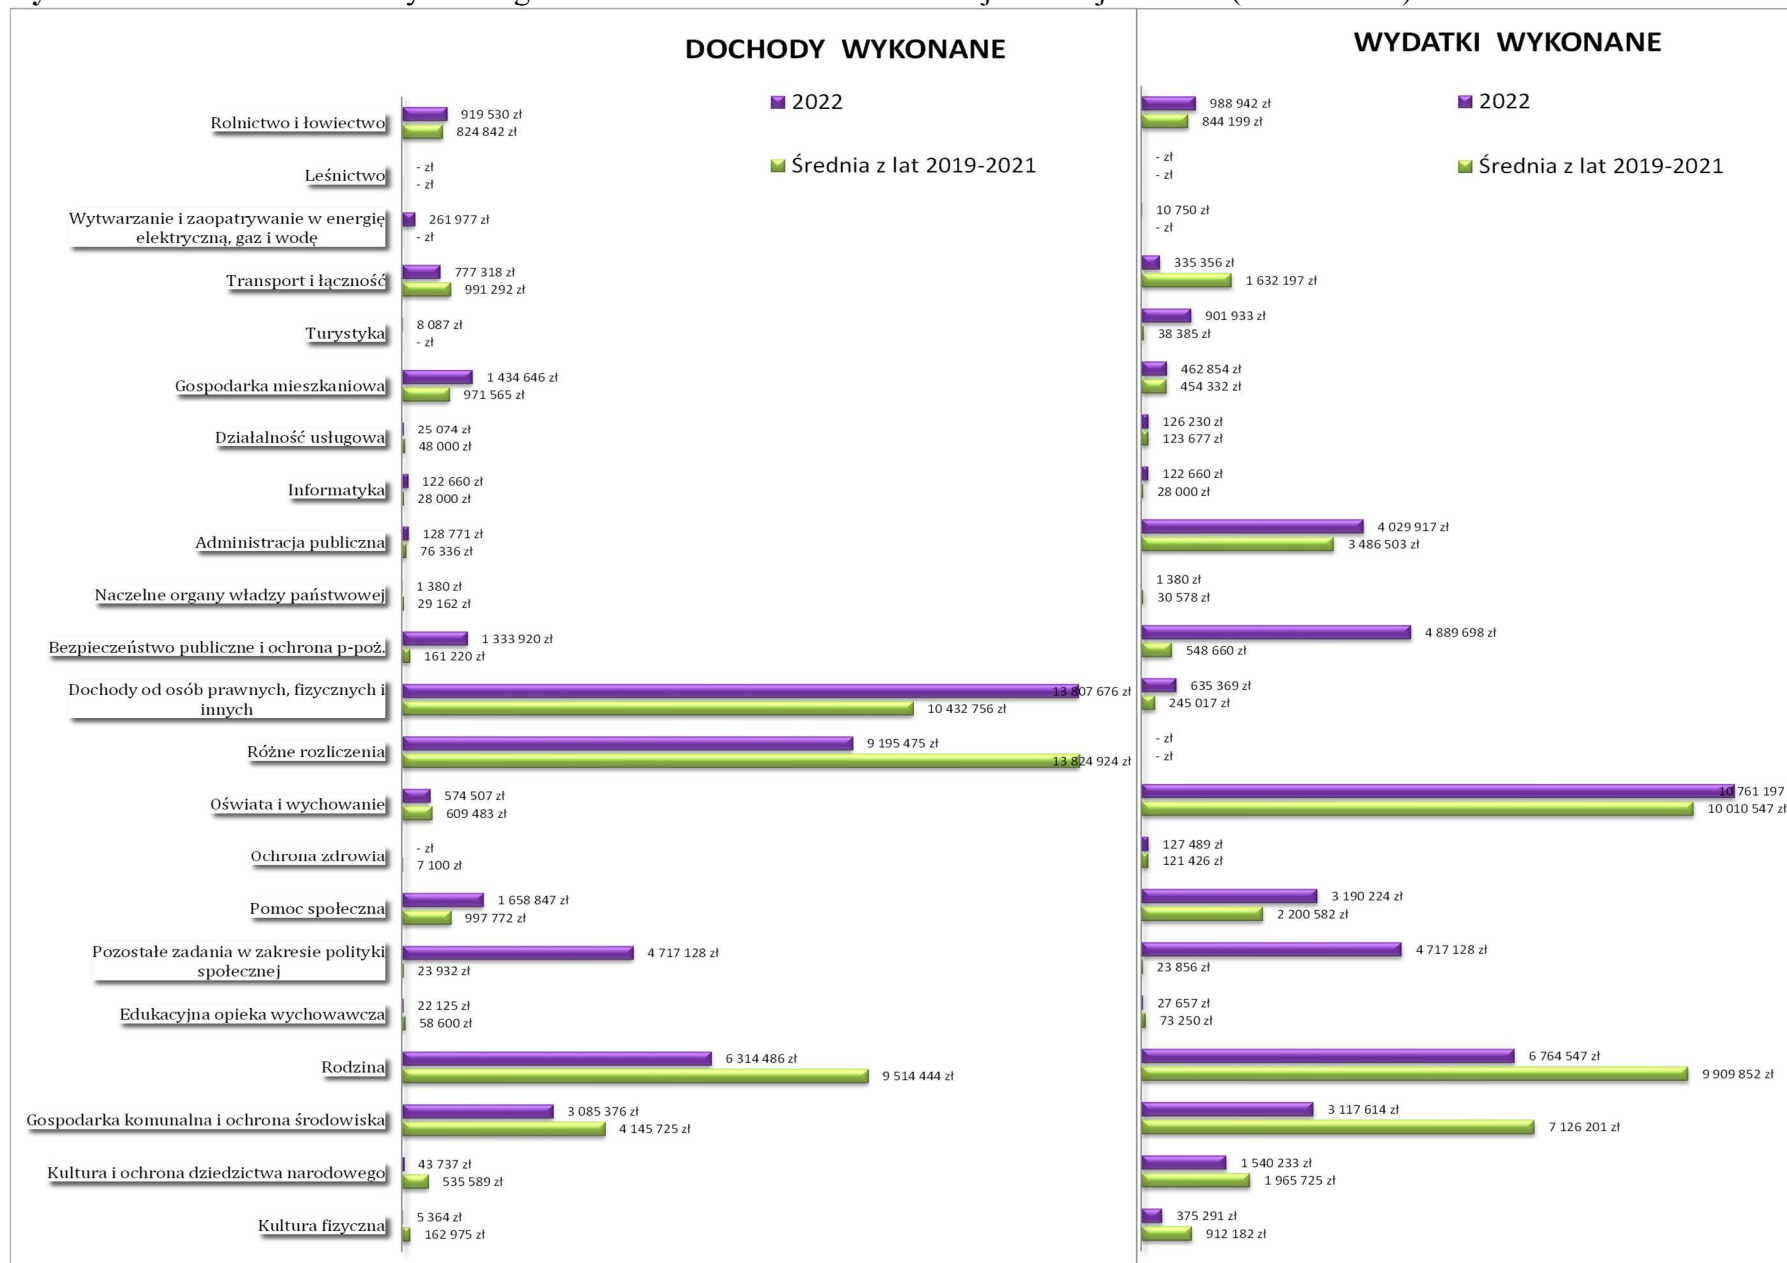 DOCHODY WYKONANE
2022
Średnia z lat 2019-2021
WYDATKI WYKONANE
2022
Średnia z lat 2019-2021
Rolnictwo i łowiectwo
919 530 zł
824 842 zł
988 942 zł
844 199 zł
Leśnictwo
- zł
- zł
- zł
- zł
Wytwarzanie i zaopatrywanie w energię
elektryczną, gaz i wodę
261 977 zł
- zł
10 750 zł
- zł
Transport i łączność
777 318 zł
991 292 zł
335 356 zł
1 632 197 zł
Turystyka
8 087 zł
- zł
901 933 zł
38 385 zł
Gospodarka mieszkaniowa
1 434 646 zł
971 565 zł
462 854 zł
454 332 zł
Działalność usługowa
25 074 zł
48 000 zł
126 230 zł
123 677 zł
Informatyka
122 660 zł
28 000 zł
122 660 zł
28 000 zł
Administracja publiczna
128 771 zł
76 336 zł
4 029 917 zł
3 486 503 zł
Naczelne organy władzy państwowej
1 380 zł
29 162 zł
1 380 zł
30 578 zł
Bezpieczeństwo publiczne i ochrona p-poż.
1 333 920 zł
161 220 zł
4 889 698 zł
548 660 zł
Dochody od osób prawnych, fizycznych i
innych
13 807 676 zł
10 432 756 zł
635 369 zł
245 017 zł
Różne rozliczenia
9 195 475 zł
13 824 924 zł
- zł
- zł
Oświata i wychowanie
574 507 zł
609 483 zł
10 761 197
10 010 547 zł
Ochrona zdrowia
- zł
7 100 zł
127 489 zł
121 426 zł
Pomoc społeczna
1 658 847 zł
997 772 zł
3 190 224 zł
2 200 582 zł
Pozostałe zadania w zakresie polityki
społecznej
4 717 128 zł
23 932 zł
4 717 128 zł
23 856 zł
Edukacyjna opieka wychowawcza
22 125 zł
58 600 zł
27 657 zł
73 250 zł
Rodzina
6 314 486 zł
9 514 444 zł
6 764 547 zł
9 909 852 zł
Gospodarka komunalna i ochrona środowiska
3 085 376 zł
4 145 725 zł
3 117 614 zł
7 126 201 zł
Kultura i ochrona dziedzictwa narodowego
43 737 zł
535 589 zł
1 540 233 zł
1 965 725 zł
Kultura fizyczna
5 364 zł
162 975 zł
375 291 zł
912 182 zł